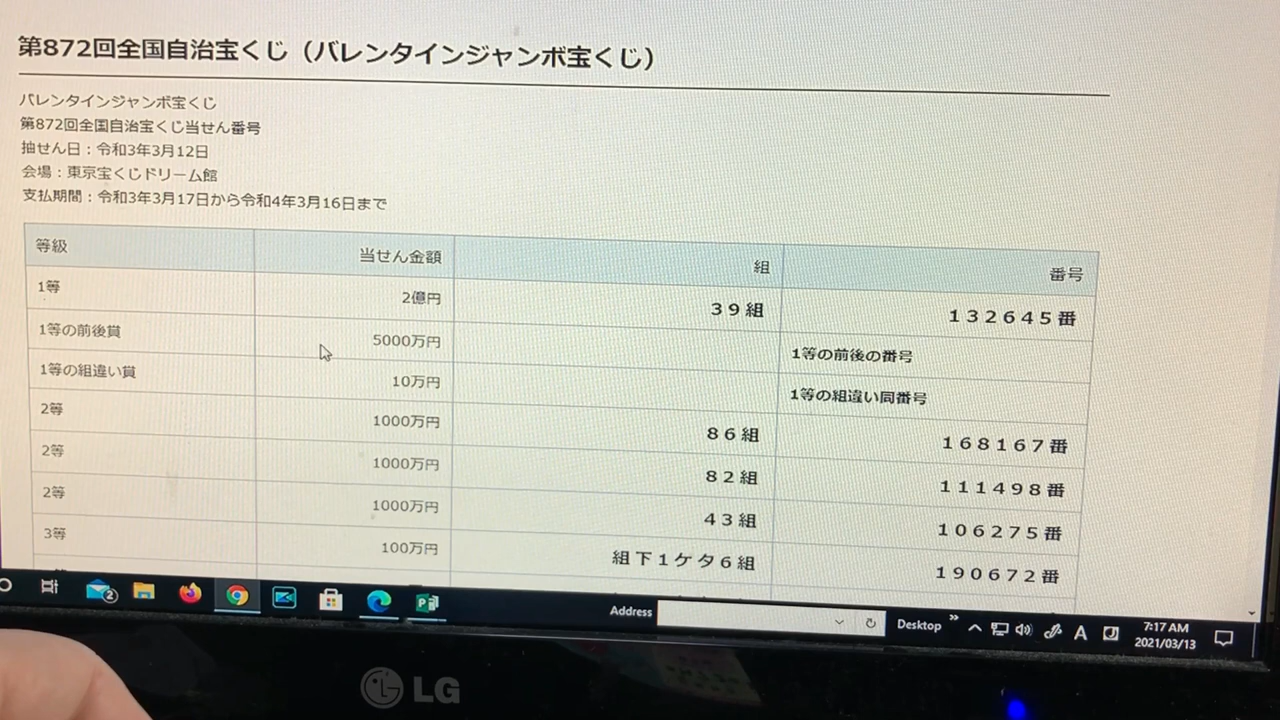 第872回全国自治宝くじ（バレンタインジャンボ宝くじ）
バレンタインジャンボ宝くじ
第872回全国自治宝くじ当せん番号
抽せん日：令和3年3月12日
会場：東京宝くじドリーム館
支払期間：令和3年3月17日から令和4年3月16日まで
等級 当せん金額 組 番号
1等 2億円 39組 132645番
1等の前後賞 5000万円 1等の前後の番号
1等の組違い賞 10万円 1等の組違い同番号
2等 1000万円 86組 168167番
2等 1000万円 82組 111498番
2等 1000万円 43組 106275番
3等 100万円 組下1ケタ6組 190672番
2
Address
Desktop
A
7:17 AM
2021/03/13
LG